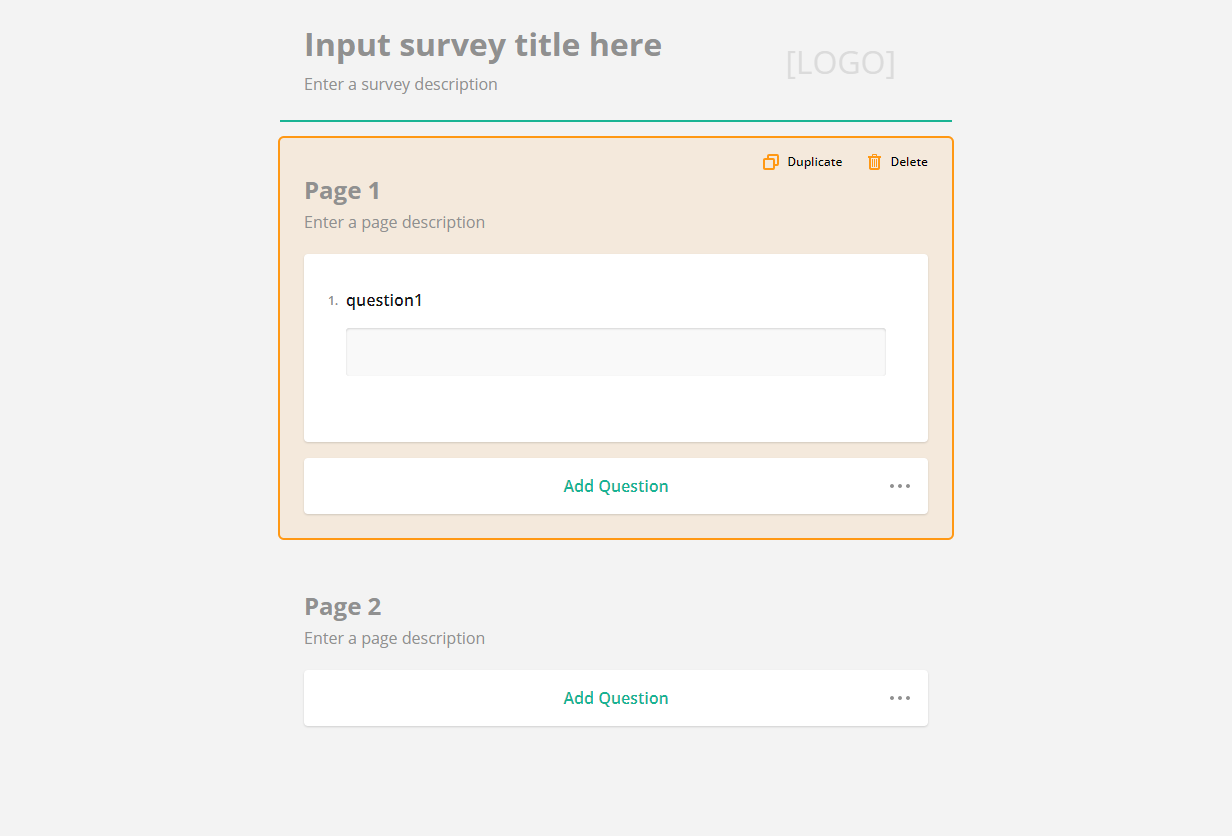 Input survey title here
[LOGO]
Enter a survey description
Duplicate
Delete
Page 1
Enter a page description
1. question1
Add Question
Page 2
Enter a page description
Add Question